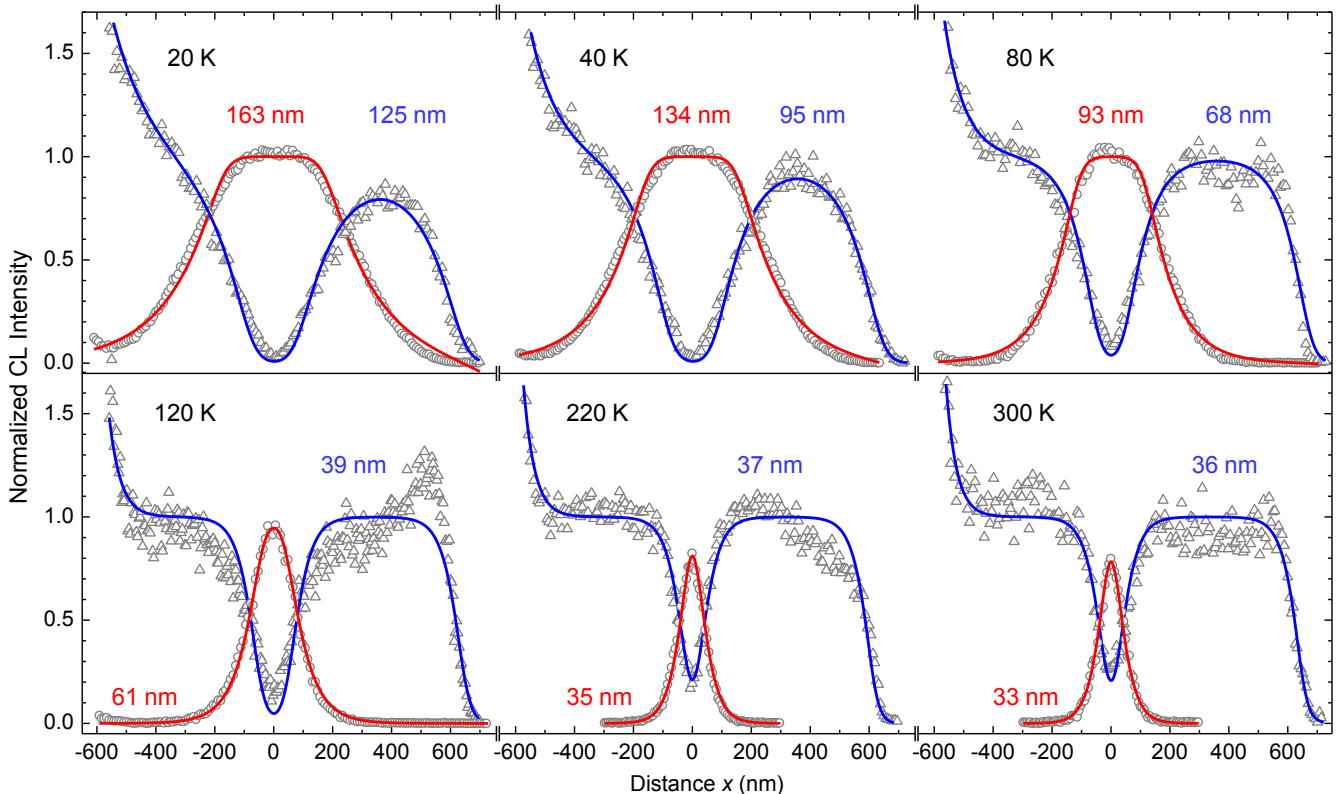 Normalized CL Intensity
1.5
1.0
0.5
0.0
20 K
163 nm
125 nm
40 K
134 nm
95 nm
80 K
93 nm
68 nm
1.5
1.0
0.5
0.0
120 K
39 nm
61 nm
220 K
37 nm
35 nm
300 K
36 nm
33 nm
-600 -400 -200 0 200 400 600
-600 -400 -200 0 200 400 600
-600 -400 -200 0 200 400 600
Distance x (nm)